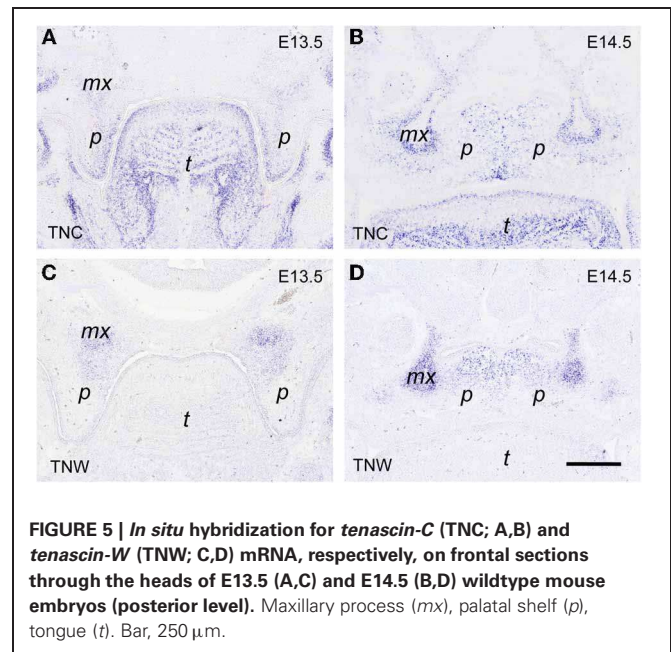 A E13.5
mx
p p
t
TNC
B E14.5
mx
p p
t
TNC
C E13.5
mx
p p
t
TNW
D E14.5
mx
p p
t
TNW
FIGURE 5 | In situ hybridization for tenascin-C (TNC; A,B) and
tenascin-W (TNW; C,D) mRNA, respectively, on frontal sections
through the heads of E13.5 (A,C) and E14.5 (B,D) wildtype mouse
embryos (posterior level). Maxillary process (mx), palatal shelf (p),
tongue (t). Bar, 250 μm.